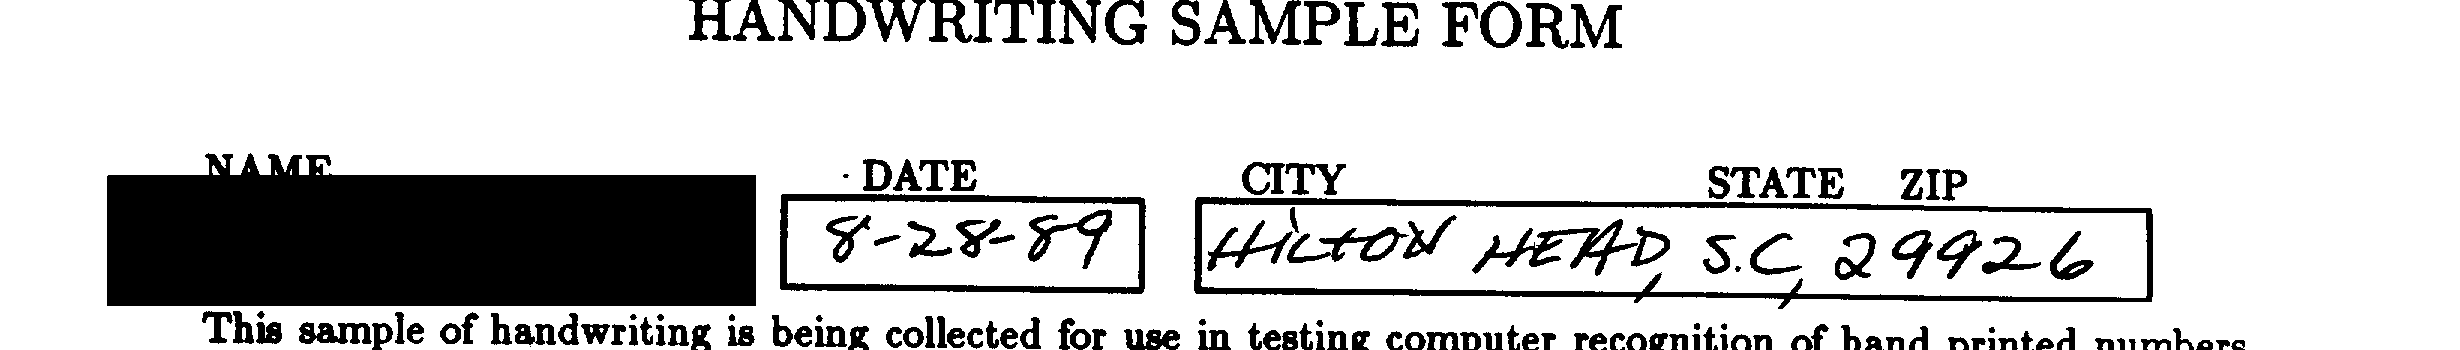 HANDWRITING SAMPLE FORM
NAME DATE CITY STATE ZIP
8-28-89 HILTON HEAD, S.C, 29926
This sample of handwriting is being collected for use in testing computer recognition of hand printed numbers